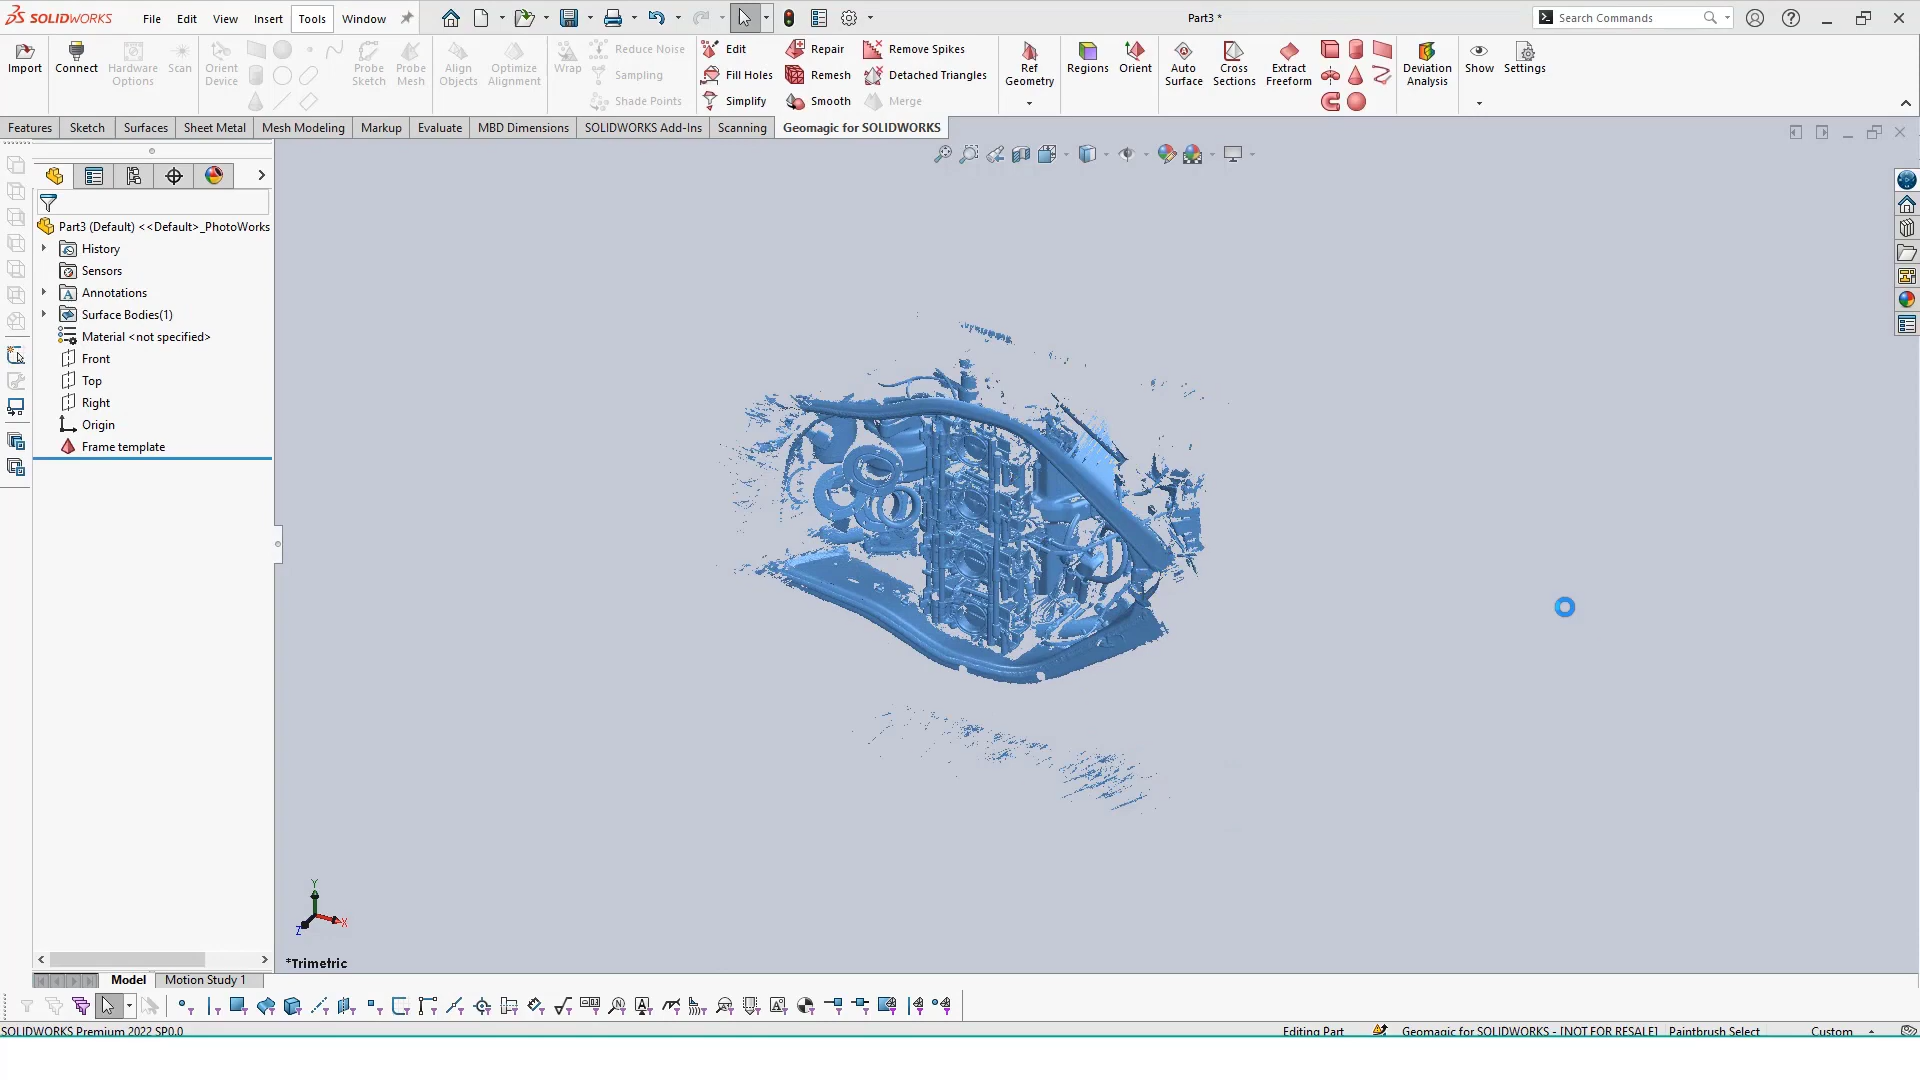 SOLIDWORKS File Edit View Insert Tools Window Part3 * Search Commands
Import Connect Hardware Options Scan Orient Device Probe Sketch Probe Mesh Align Objects Optimize Alignment Wrap Reduce Noise Sampling Shade Points Edit Fill Holes Simplify Repair Remesh Smooth Remove Spikes Detached Triangles Merge Ref Geometry Regions Orient Auto Surface Cross Sections Extract Freeform Deviation Analysis Show Settings
Features Sketch Surfaces Sheet Metal Mesh Modeling Markup Evaluate MBD Dimensions SOLIDWORKS Add-Ins Scanning Geomagic for SOLIDWORKS
Part3 (Default) <<Default>_PhotoWorks
History
Sensors
Annotations
Surface Bodies(1)
Material <not specified>
Front
Top
Right
Origin
Frame template
Y
X
Z
*Trimetric
Model Motion Study 1
SOLIDWORKS Premium 2022 SP0.0 Editing Part Geomagic for SOLIDWORKS - [NOT FOR RESALE] Paintbrush Select Custom